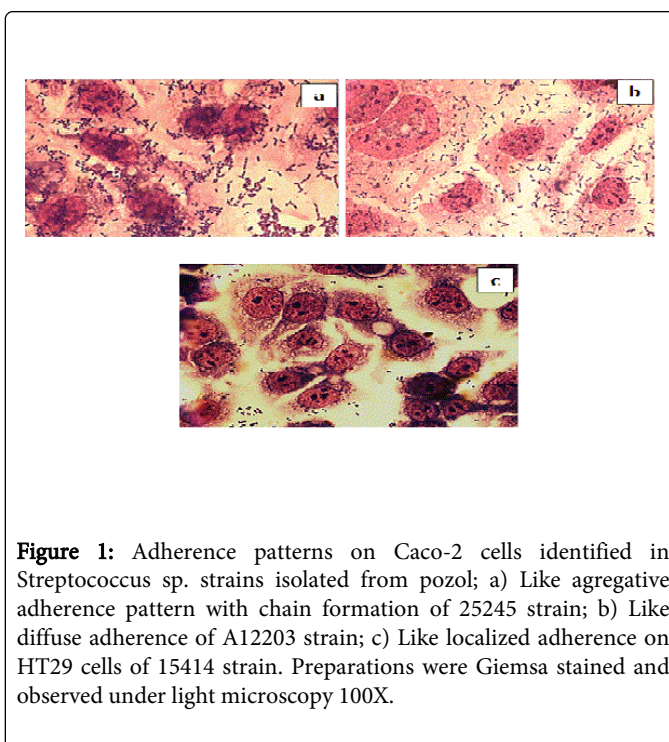 a
b
c
Figure 1: Adherence patterns on Caco-2 cells identified in
Streptococcus sp. strains isolated from pozol; a) Like agregative
adherence pattern with chain formation of 25245 strain; b) Like
diffuse adherence of A12203 strain; c) Like localized adherence on
HT29 cells of 15414 strain. Preparations were Giemsa stained and
observed under light microscopy 100X.